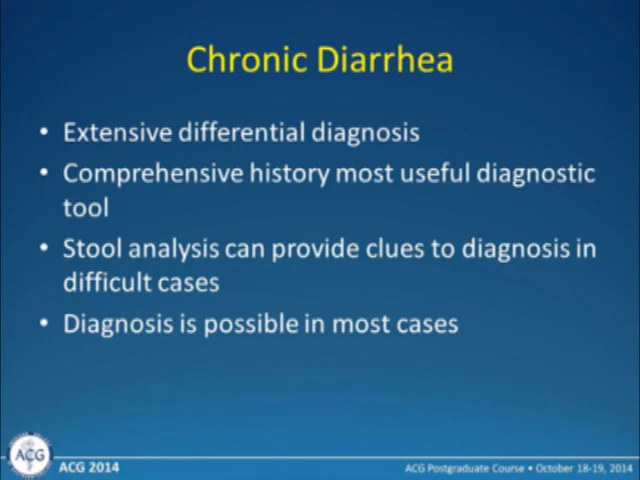 Chronic Diarrhea
• Extensive differential diagnosis
• Comprehensive history most useful diagnostic
tool
• Stool analysis can provide clues to diagnosis in
difficult cases
• Diagnosis is possible in most cases
ACG
ACG 2014
ACG Postgraduate Course • October 18-19, 2014